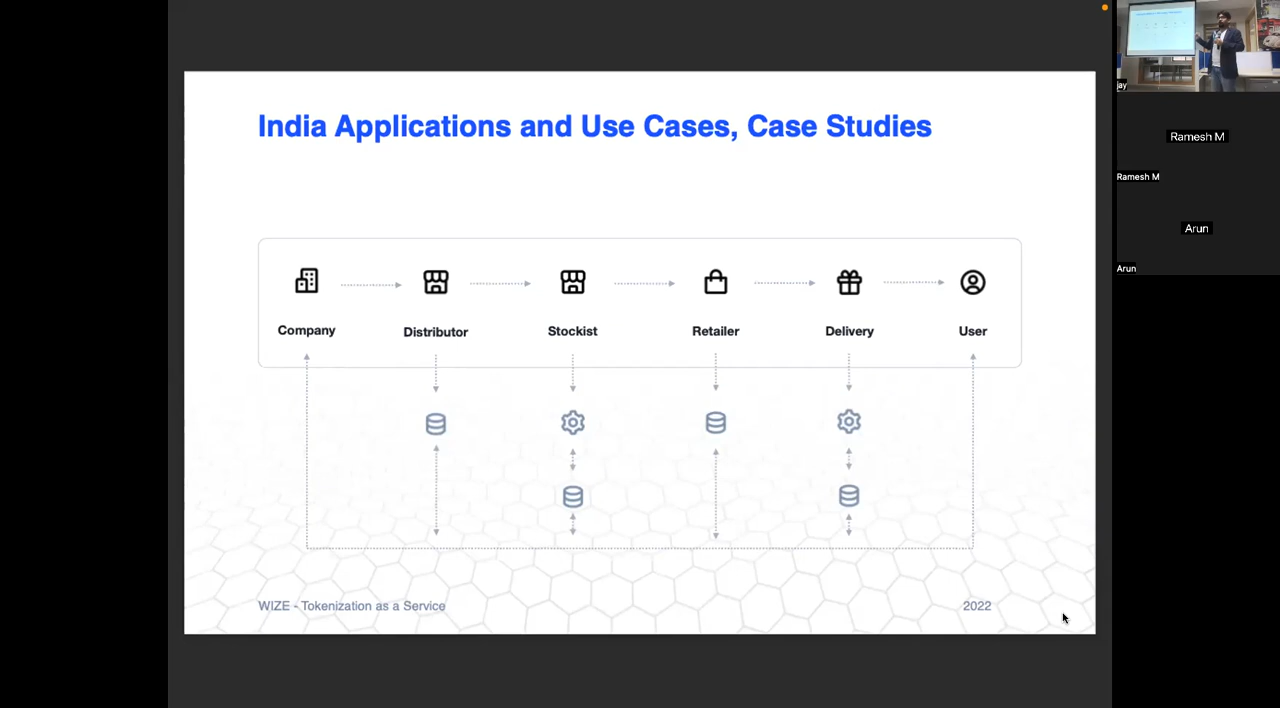 India Applications and Use Cases, Case Studies
Company
Distributor
Stockist
Retailer
Delivery
User
WIZE - Tokenization as a Service
2022
jay
Ramesh M
Ramesh M
Arun
Arun